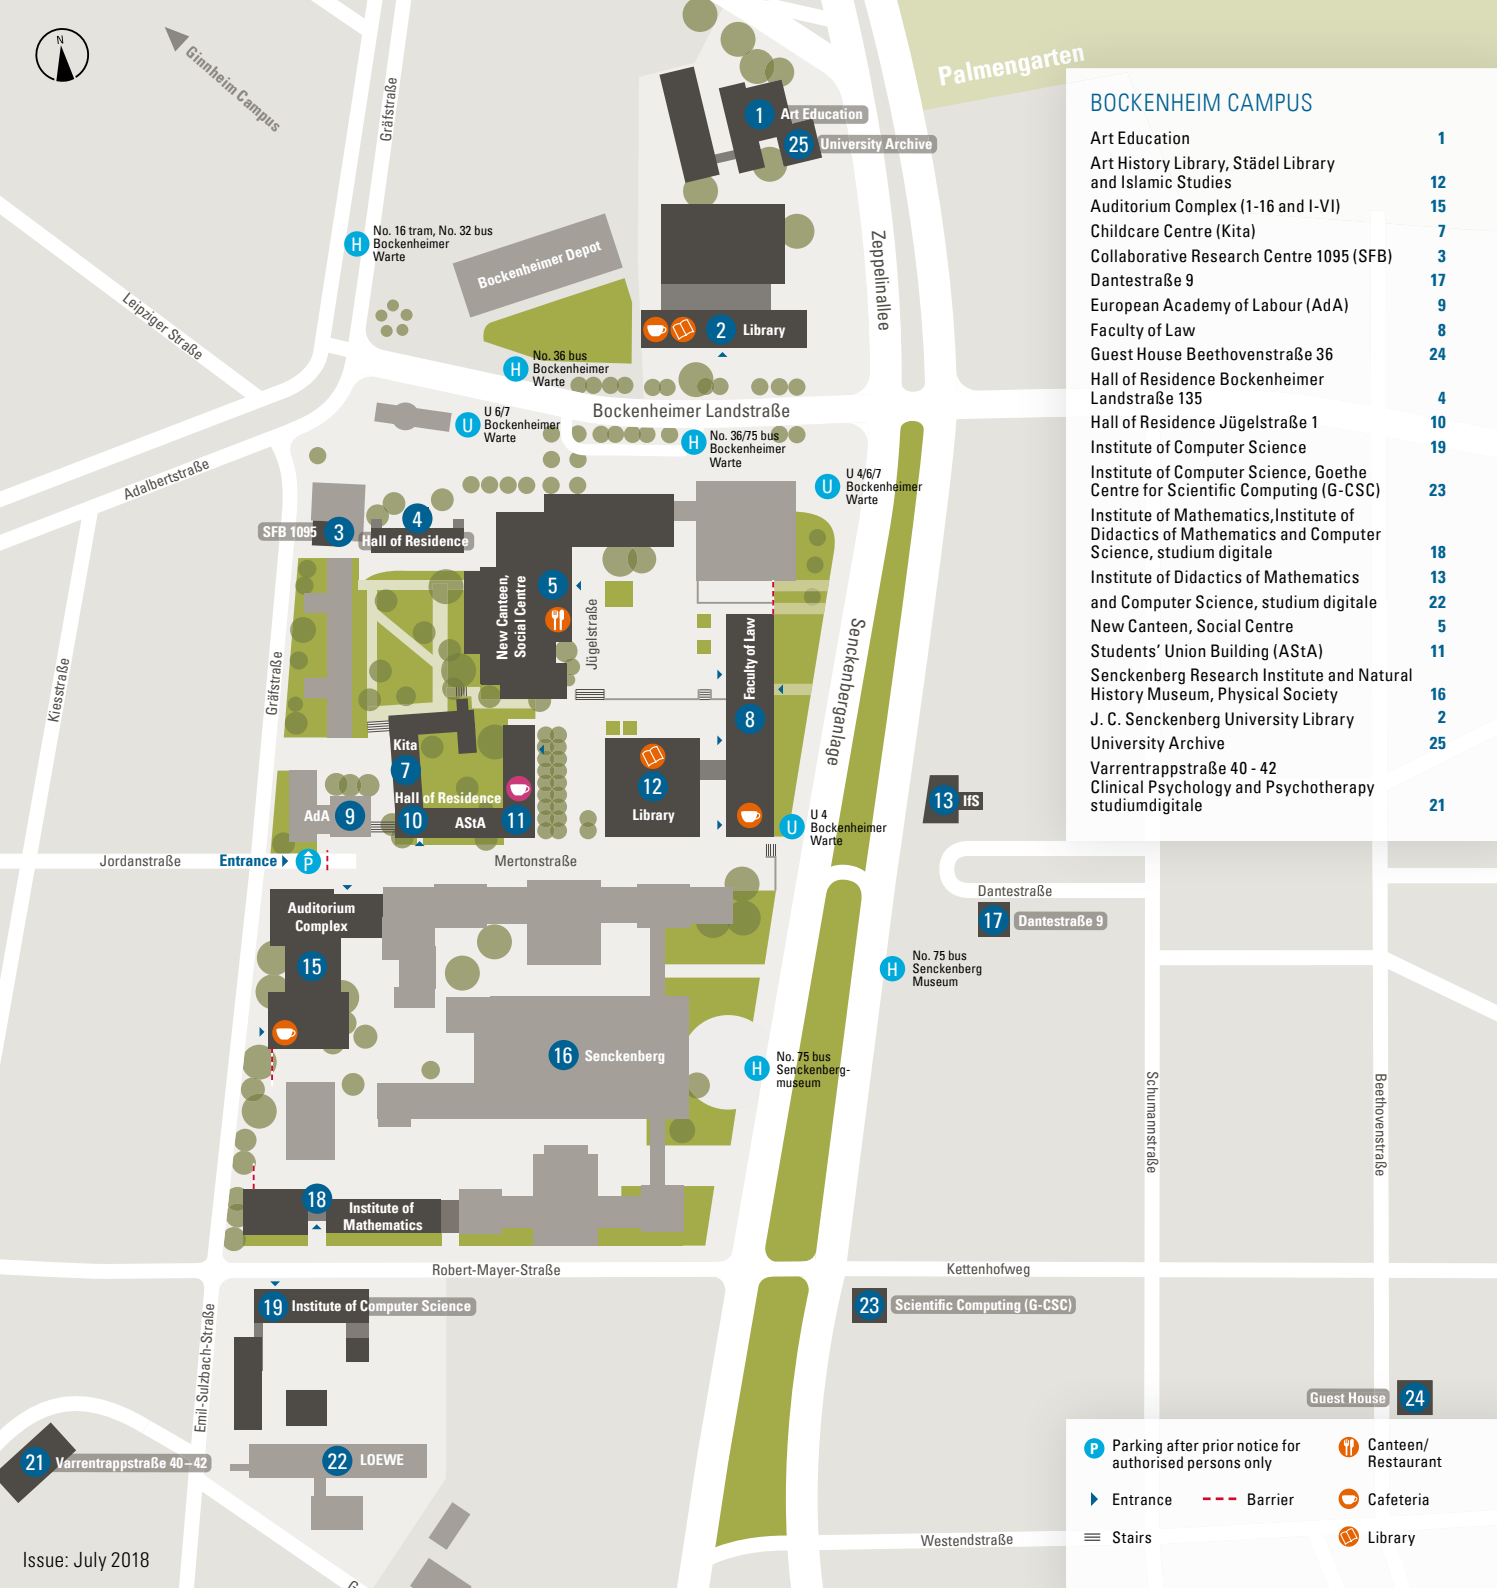 N
Ginnheim Campus
Gräfstraße
Palmengarten
BOCKENHEIM CAMPUS
Art Education 1
Art History Library, Städel Library
and Islamic Studies 12
Auditorium Complex (1-16 and I-VI) 15
Childcare Centre (Kita) 7
Collaborative Research Centre 1095 (SFB) 3
Dantestraße 9 17
European Academy of Labour (AdA) 9
Faculty of Law 8
Guest House Beethovenstraße 36 24
Hall of Residence Bockenheimer
Landstraße 135 4
Hall of Residence Jügelstraße 1 10
Institute of Computer Science 19
Institute of Computer Science, Goethe
Centre for Scientific Computing (G-CSC) 23
Institute of Mathematics,Institute of
Didactics of Mathematics and Computer
Science, studium digitale 18
Institute of Didactics of Mathematics 13
and Computer Science, studium digitale 22
New Canteen, Social Centre 5
Students' Union Building (AStA) 11
Senckenberg Research Institute and Natural
History Museum, Physical Society 16
J. C. Senckenberg University Library 2
University Archive 25
Varrentrappstraße 40 - 42
Clinical Psychology and Psychotherapy
studiumdigitale 21
1 Art Education
25 University Archive
H No. 16 tram, No. 32 bus
Bockenheimer
Warte
Bockenheimer Depot
Zeppelinallee
Leipziger Straße
2 Library
H No. 36 bus
Bockenheimer
Warte
Bockenheimer Landstraße
U U 6/7
Bockenheimer
Warte
H No. 36/75 bus
Bockenheimer
Warte
Adalbertstraße
U U 4/6/7
Bockenheimer
Warte
SFB 1095 3
4
Hall of Residence
New Canteen,
Social Centre
5
Jügelstraße
Faculty of Law
8
Senckenberganlage
Kiesstraße
Gräfstraße
Kita
7
12
Library
13 IfS
Hall of Residence
AdA 9
10 AStA 11
U U 4
Bockenheimer
Warte
Jordanstraße
Entrance P
Mertonstraße
Dantestraße
17 Dantestraße 9
Auditorium
Complex
15
H No. 75 bus
Senckenberg
Museum
16 Senckenberg
H No. 75 bus
Senckenberg-
museum
Schumannstraße
Beethovenstraße
18 Institute of
Mathematics
Robert-Mayer-Straße
Kettenhofweg
19 Institute of Computer Science
23 Scientific Computing (G-CSC)
Emil-Sulzbach-Straße
Guest House 24
21 Varrentrappstraße 40–42
22 LOEWE
P Parking after prior notice for
authorised persons only
Canteen/
Restaurant
Entrance
Barrier
Cafeteria
Stairs
Library
Westendstraße
Issue: July 2018
G